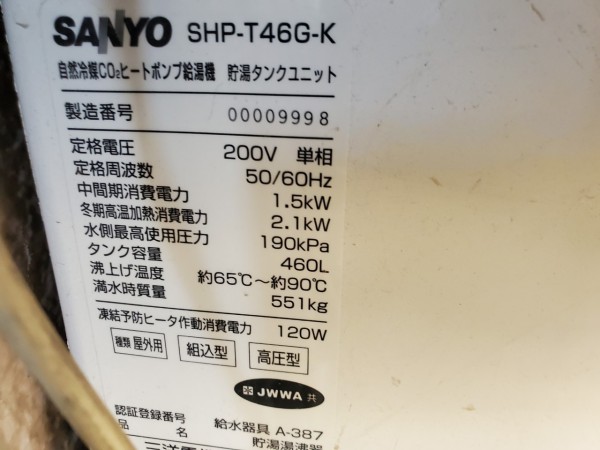 SANYO SHP-T46G-K
自然冷媒CO₂ヒートポンプ給湯機 貯湯タンクユニット
製造番号 00009998
定格電圧 200V 単相
定格周波数 50/60Hz
中間期消費電力 1.5kW
冬期高温加熱消費電力 2.1kW
水側最高使用圧力 190kPa
タンク容量 460L
沸上げ温度 約65℃～約90℃
満水時質量 551kg
凍結予防ヒータ作動消費電力 120W
種類 屋外用 組込型 高圧型
JWWA 共
認証登録番号 給水器具 A-387
品名 貯湯湯沸器
三洋電